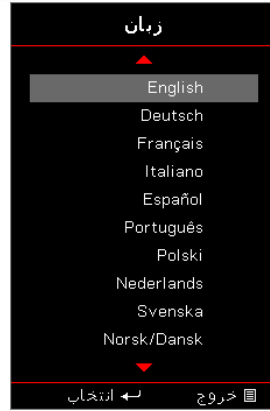 زبان
English
Deutsch
Français
Italiano
Español
Português
Polski
Nederlands
Svenska
Norsk/Dansk
خروج انتخاب